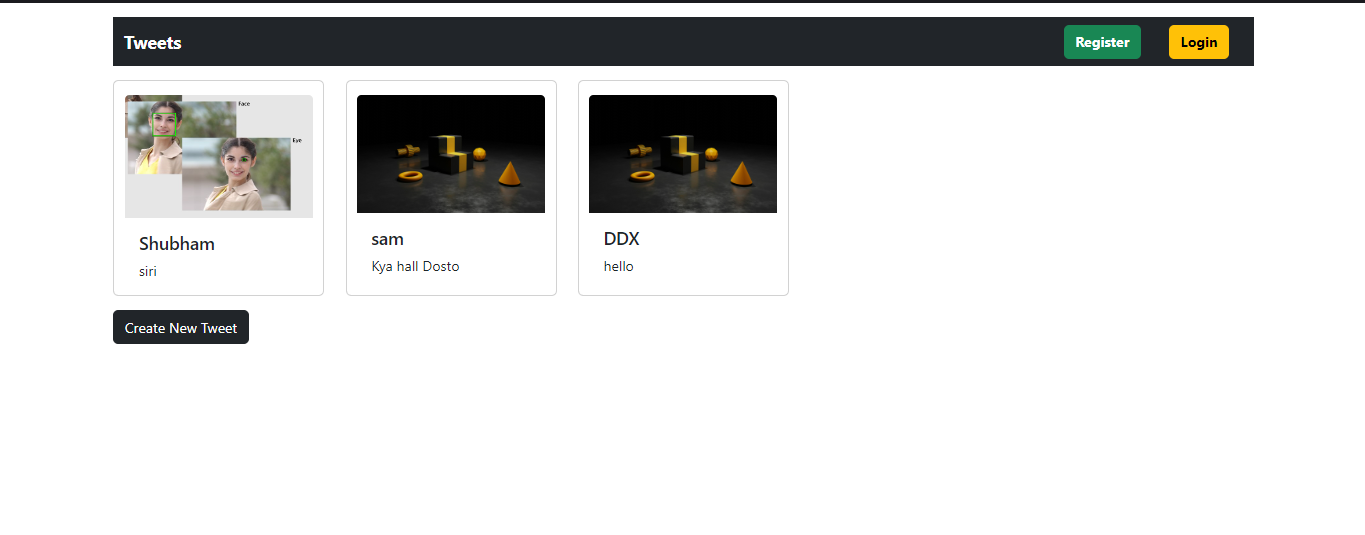 Tweets
Register
Login
Face
Eye
Shubham
siri
sam
Kya hall Dosto
DDX
hello
Create New Tweet